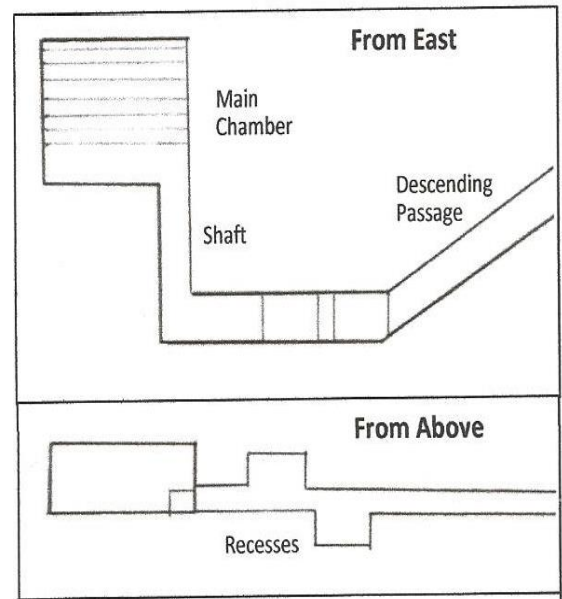 From East
Main
Chamber
Descending
Passage
Shaft
From Above
Recesses